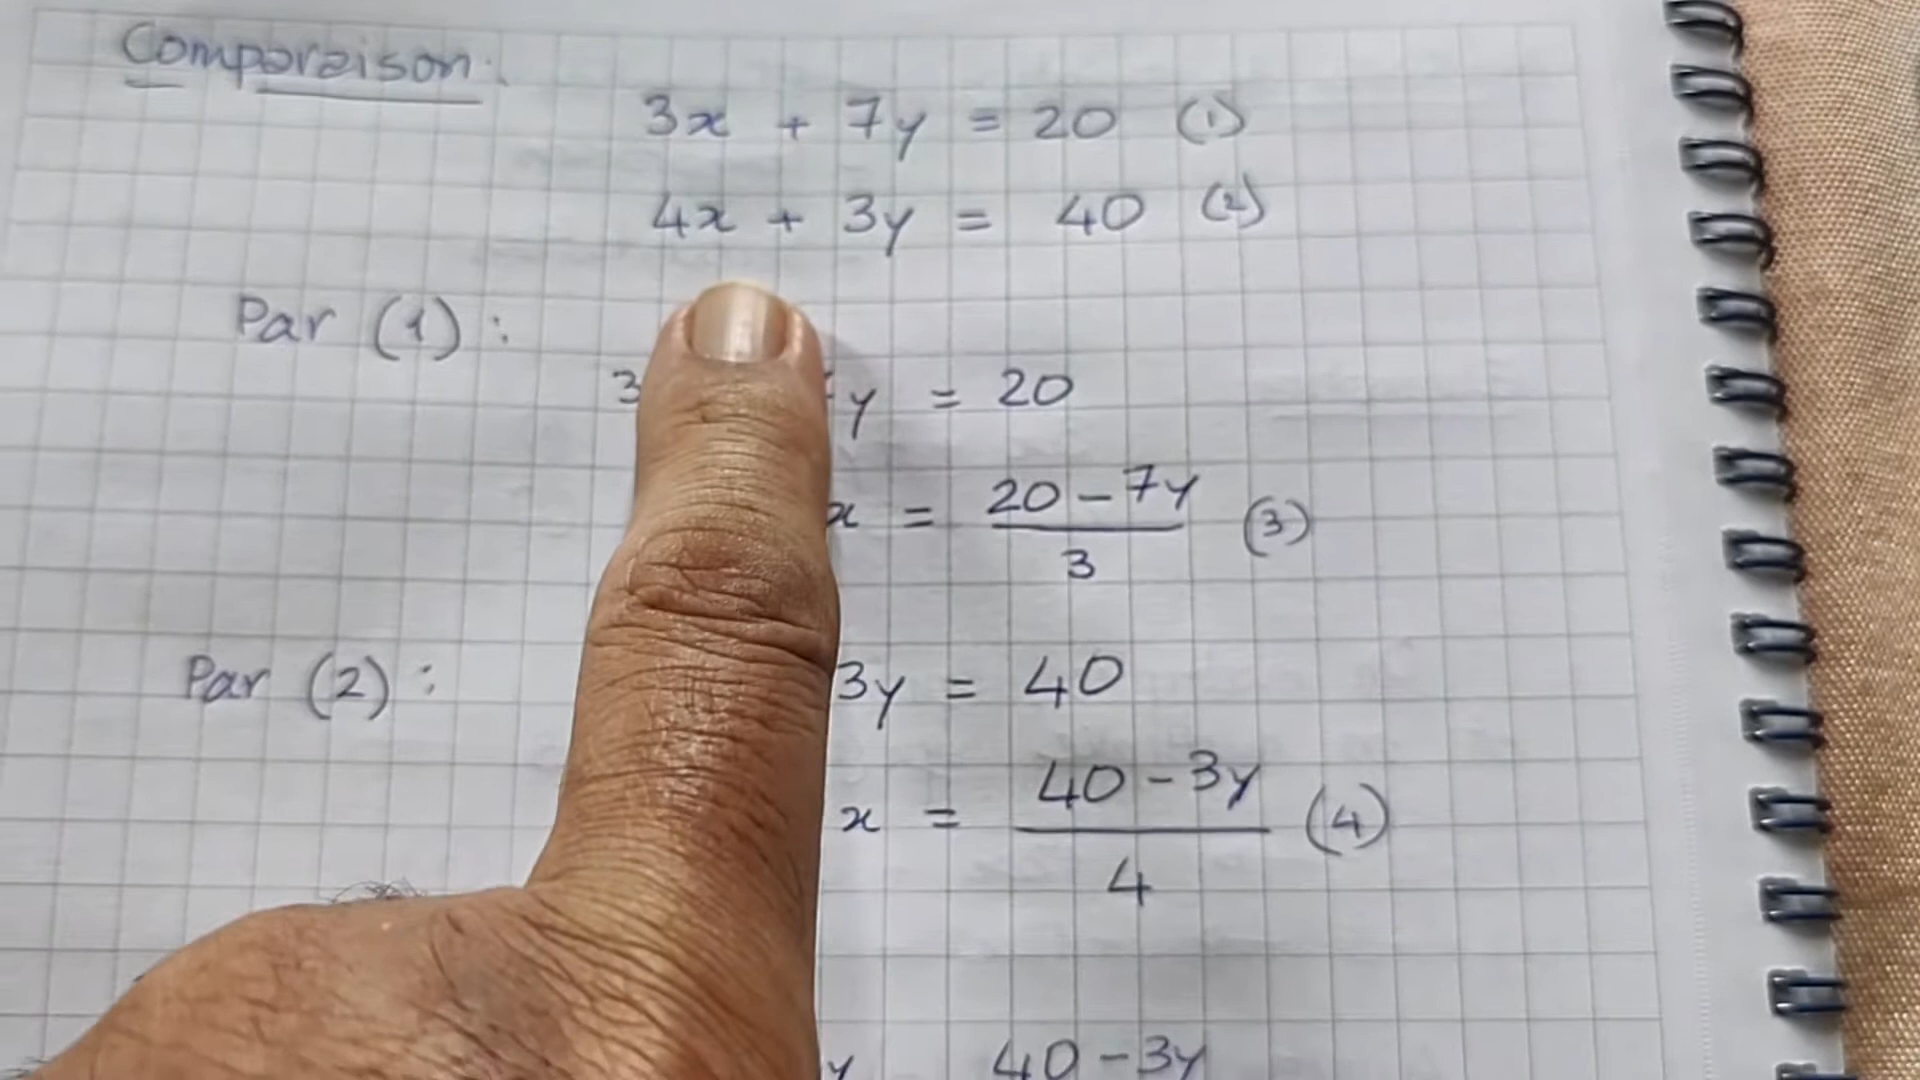 Comparaison.
3x + 7y = 20 (1)
4x + 3y = 40 (2)
Par (1) :
3 y = 20
x = (20 - 7y) / 3 (3)
Par (2) :
3y = 40
x = (40 - 3y) / 4 (4)
y 40 - 3y